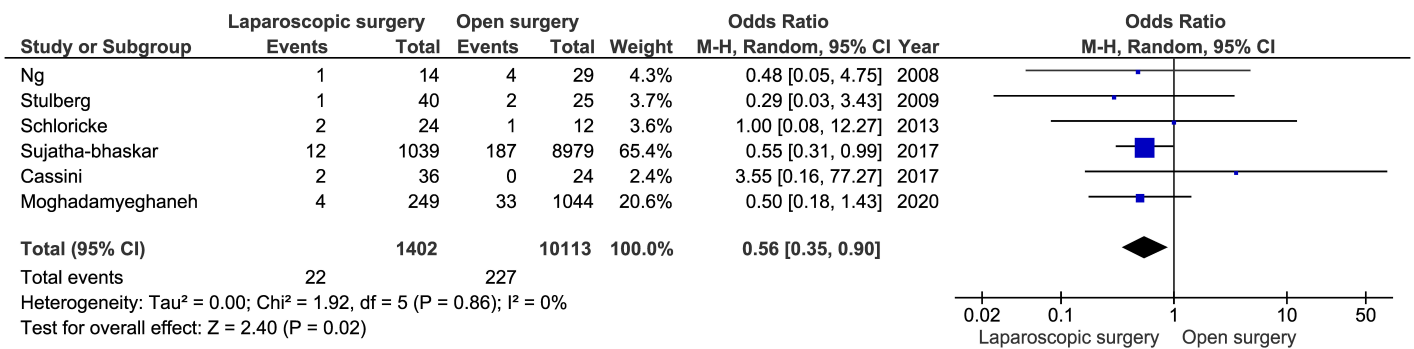 Laparoscopic surgery Open surgery Odds Ratio Odds Ratio
Study or Subgroup Events Total Events Total Weight M-H, Random, 95% CI Year M-H, Random, 95% CI
Ng 1 14 4 29 4.3% 0.48 [0.05, 4.75] 2008
Stulberg 1 40 2 25 3.7% 0.29 [0.03, 3.43] 2009
Schloricke 2 24 1 12 3.6% 1.00 [0.08, 12.27] 2013
Sujatha-bhaskar 12 1039 187 8979 65.4% 0.55 [0.31, 0.99] 2017
Cassini 2 36 0 24 2.4% 3.55 [0.16, 77.27] 2017
Moghadamyeghaneh 4 249 33 1044 20.6% 0.50 [0.18, 1.43] 2020
Total (95% CI) 1402 10113 100.0% 0.56 [0.35, 0.90]
Total events 22 227
Heterogeneity: Tau² = 0.00; Chi² = 1.92, df = 5 (P = 0.86); I² = 0%
Test for overall effect: Z = 2.40 (P = 0.02)
0.02 0.1 1 10 50
Laparoscopic surgery Open surgery